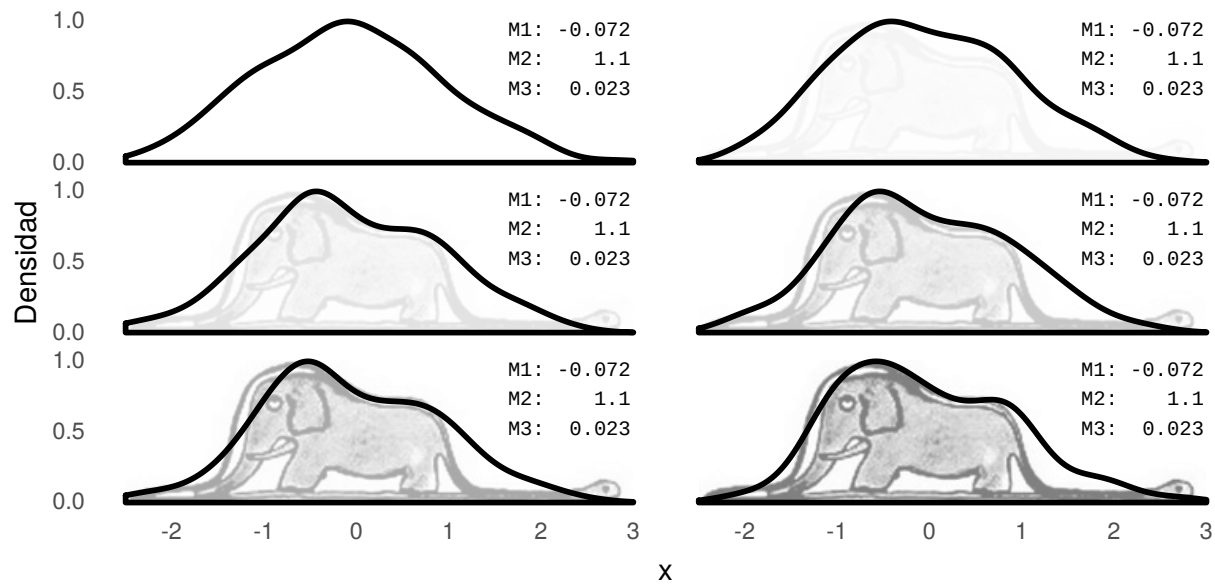 1.0
0.5
0.0
M1: -0.072
M2: 1.1
M3: 0.023
M1: -0.072
M2: 1.1
M3: 0.023
1.0
0.5
0.0
M1: -0.072
M2: 1.1
M3: 0.023
M1: -0.072
M2: 1.1
M3: 0.023
1.0
0.5
0.0
M1: -0.072
M2: 1.1
M3: 0.023
M1: -0.072
M2: 1.1
M3: 0.023
Densidad
-2 -1 0 1 2 3
-2 -1 0 1 2 3
x